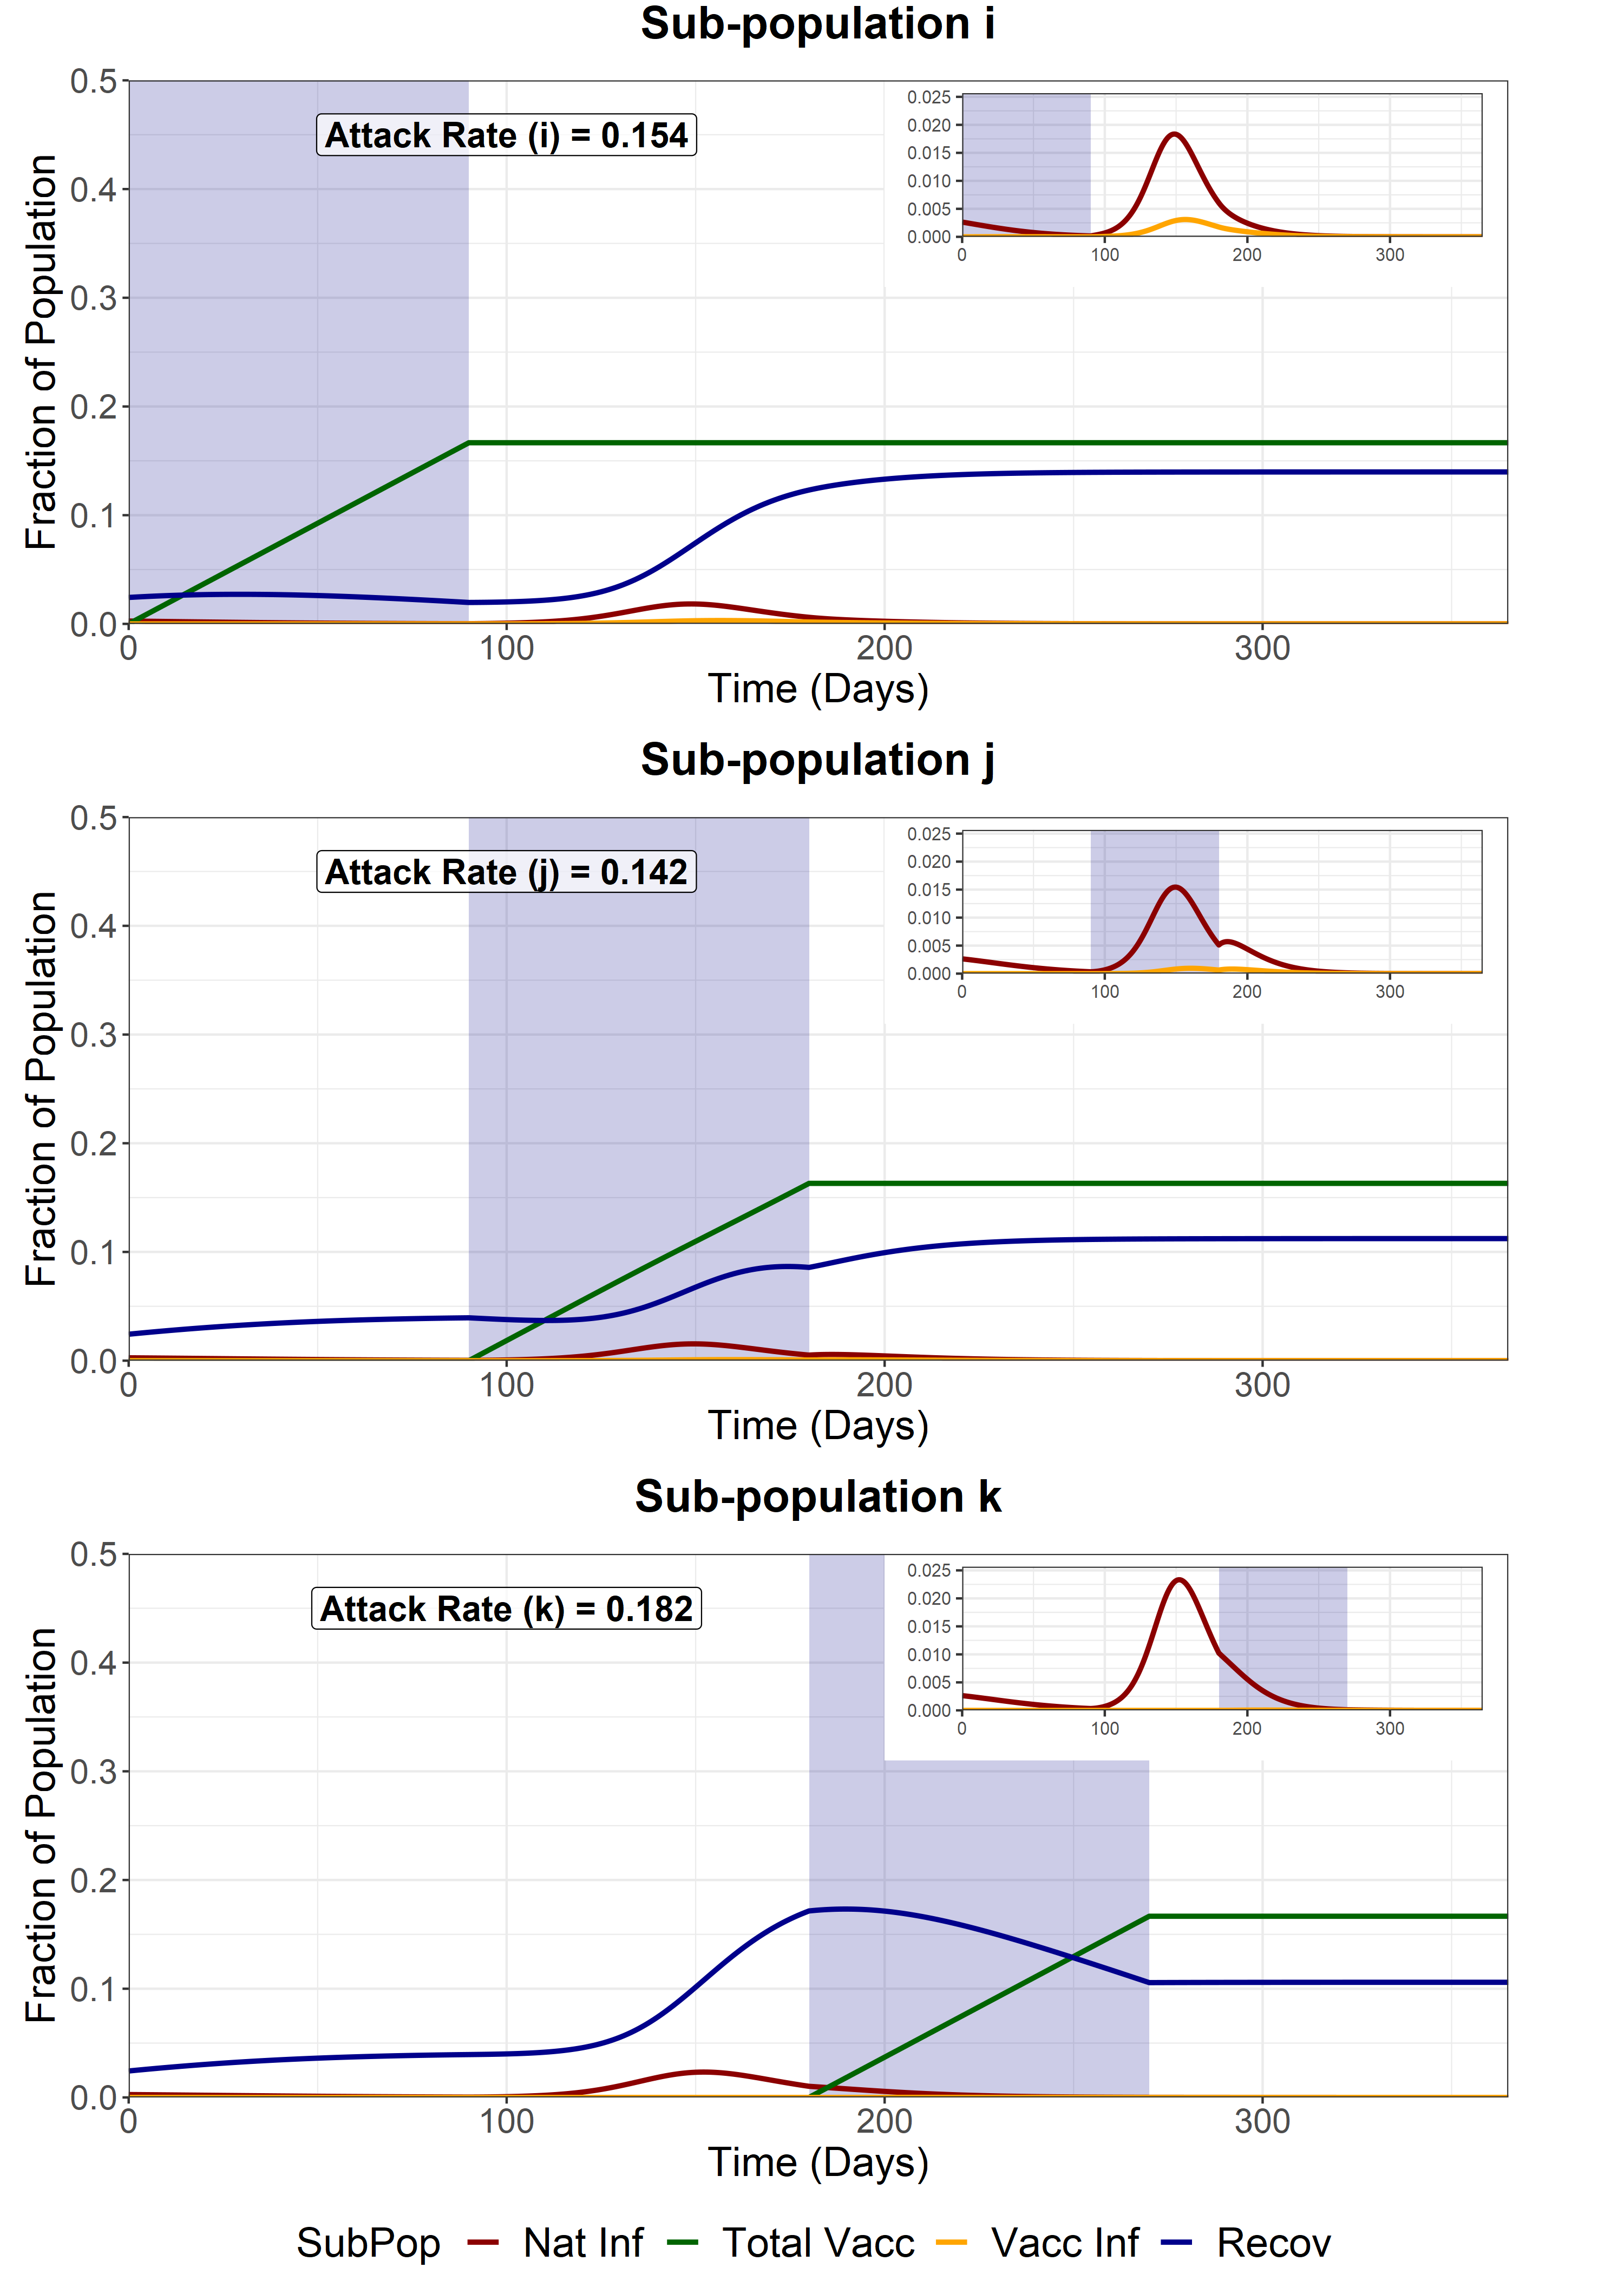 Sub-population i
Fraction of Population
0.5
0.4
0.3
0.2
0.1
0.0
Attack Rate (i) = 0.154
0.025
0.020
0.015
0.010
0.005
0.000
0 100 200 300
0 100 200 300
Time (Days)
Sub-population j
Fraction of Population
0.5
0.4
0.3
0.2
0.1
0.0
Attack Rate (j) = 0.142
0.025
0.020
0.015
0.010
0.005
0.000
0 100 200 300
0 100 200 300
Time (Days)
Sub-population k
Fraction of Population
0.5
0.4
0.3
0.2
0.1
0.0
Attack Rate (k) = 0.182
0.025
0.020
0.015
0.010
0.005
0.000
0 100 200 300
0 100 200 300
Time (Days)
SubPop Nat Inf Total Vacc Vacc Inf Recov